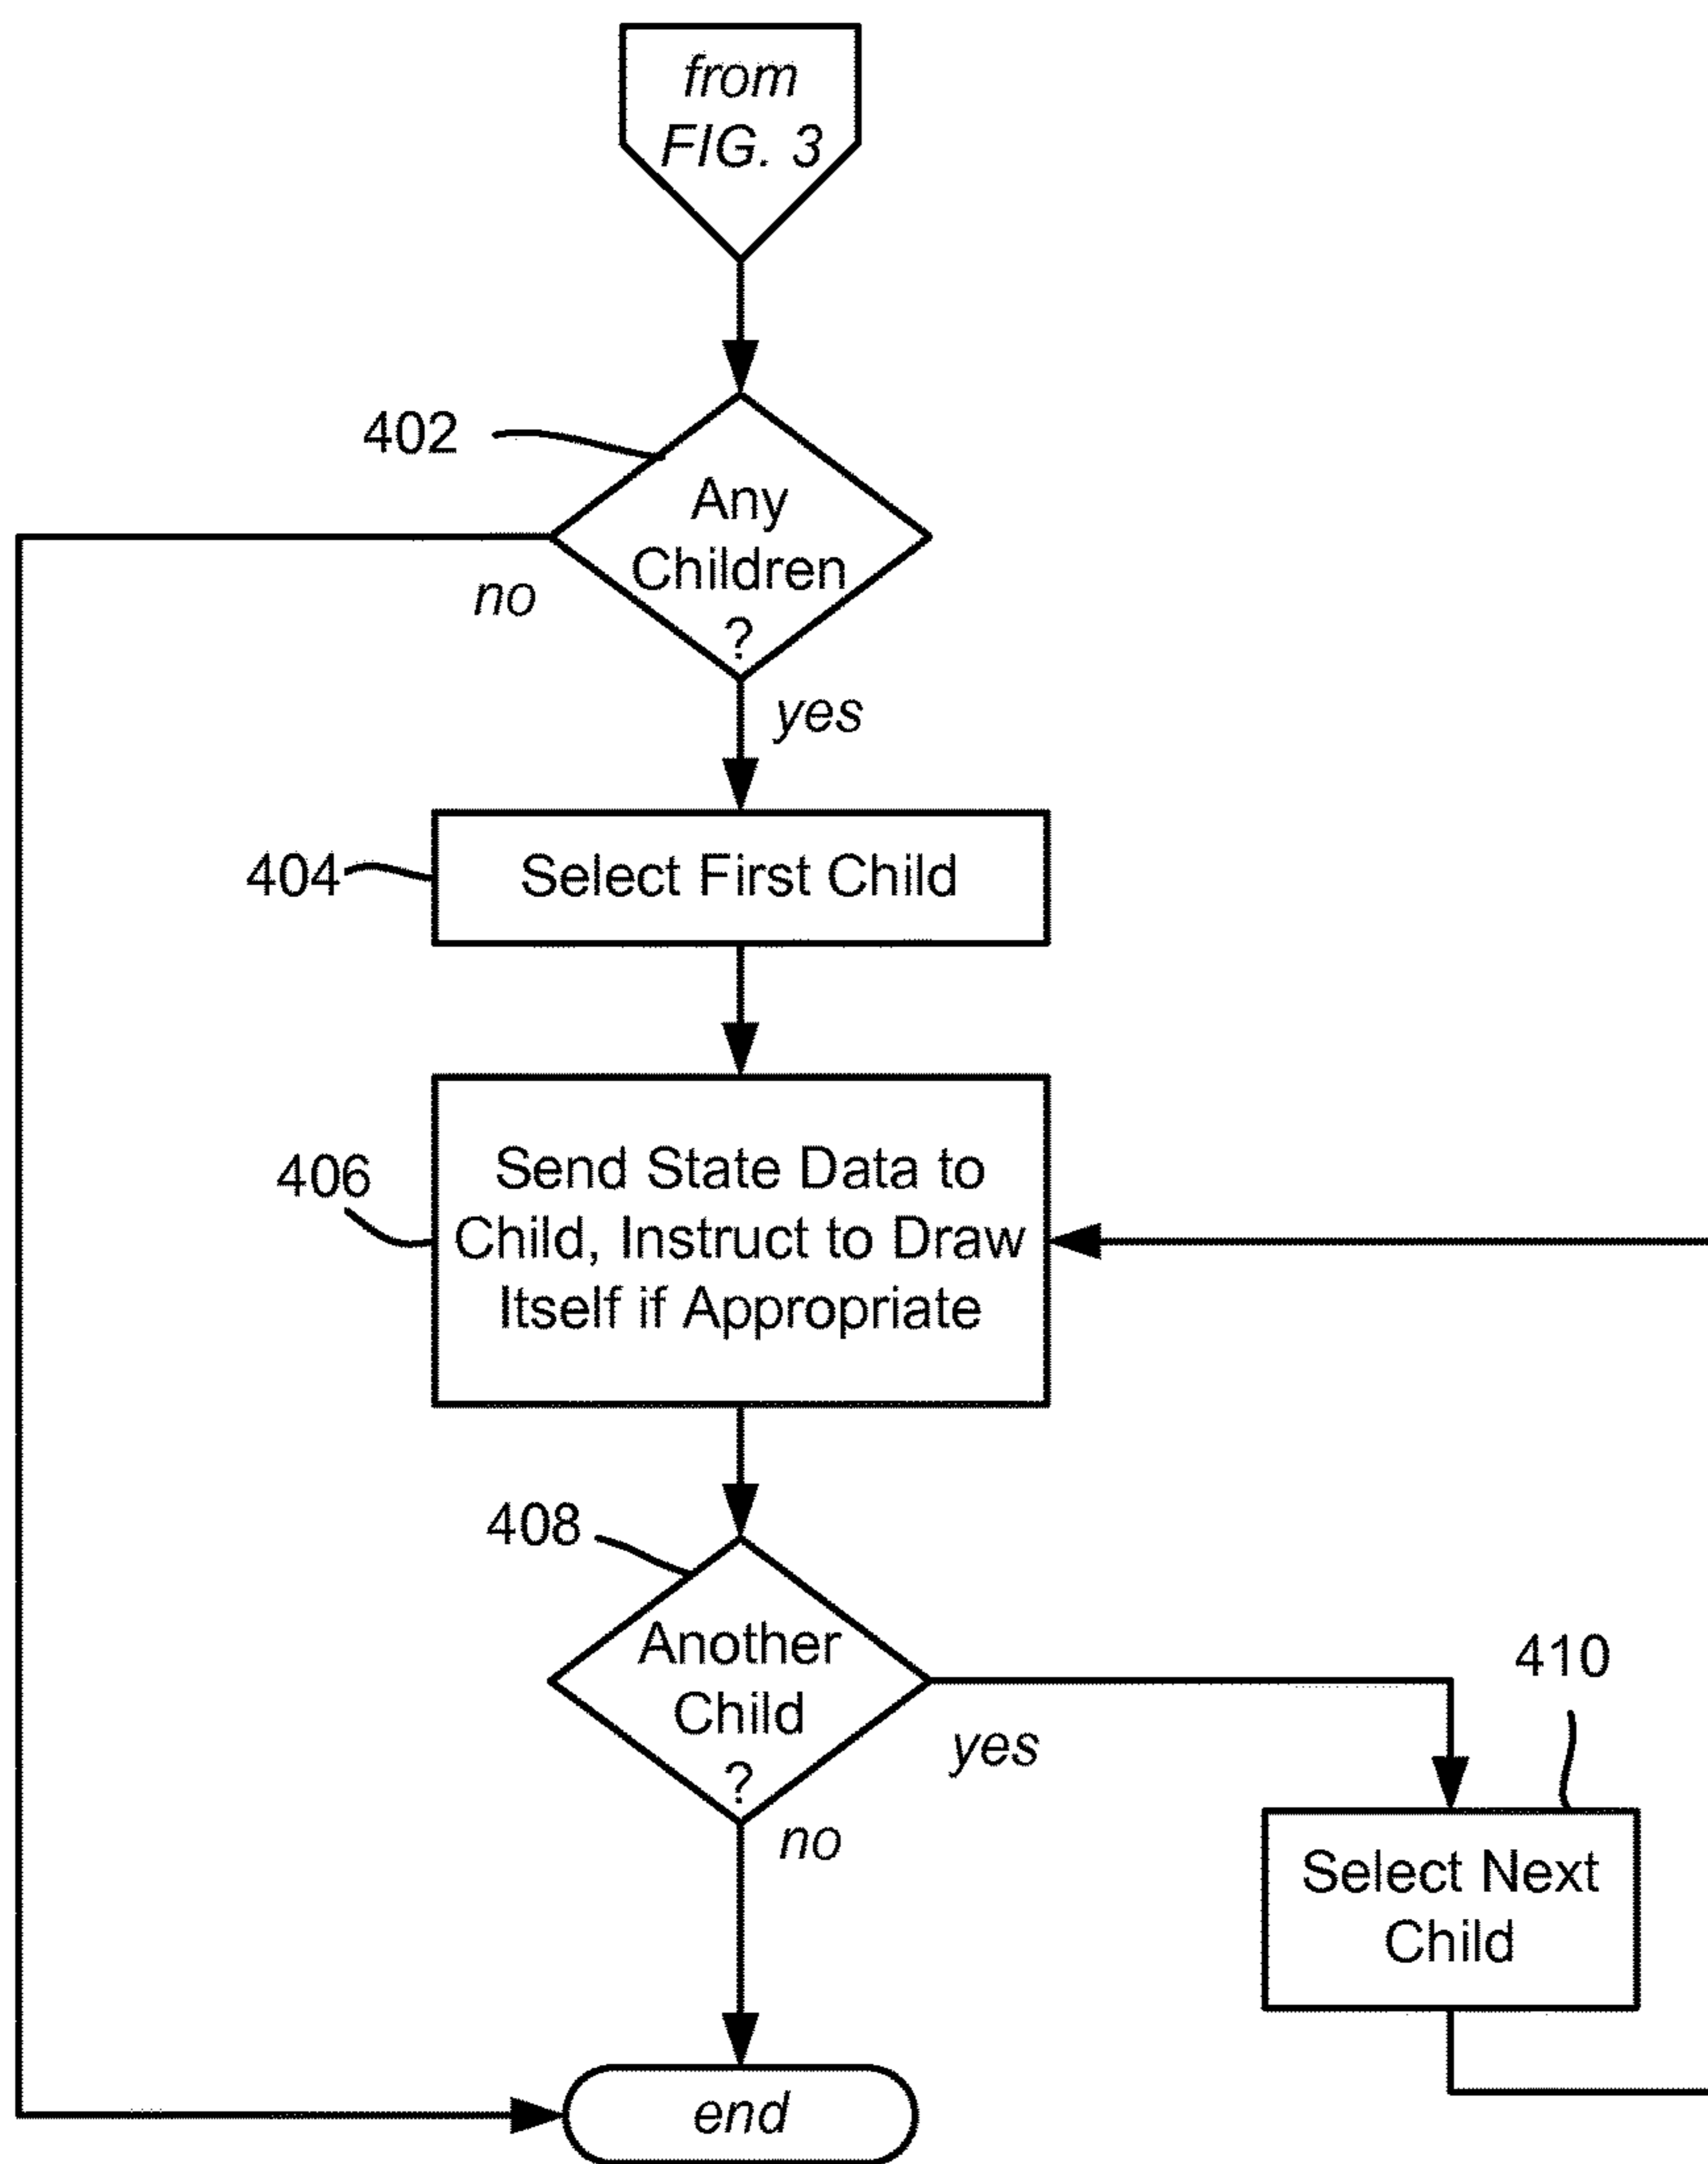 from
FIG. 3
402
Any
Children
?
no
yes
404
Select First Child
406
Send State Data to
Child, Instruct to Draw
Itself if Appropriate
408
Another
Child
?
yes
no
410
Select Next
Child
end